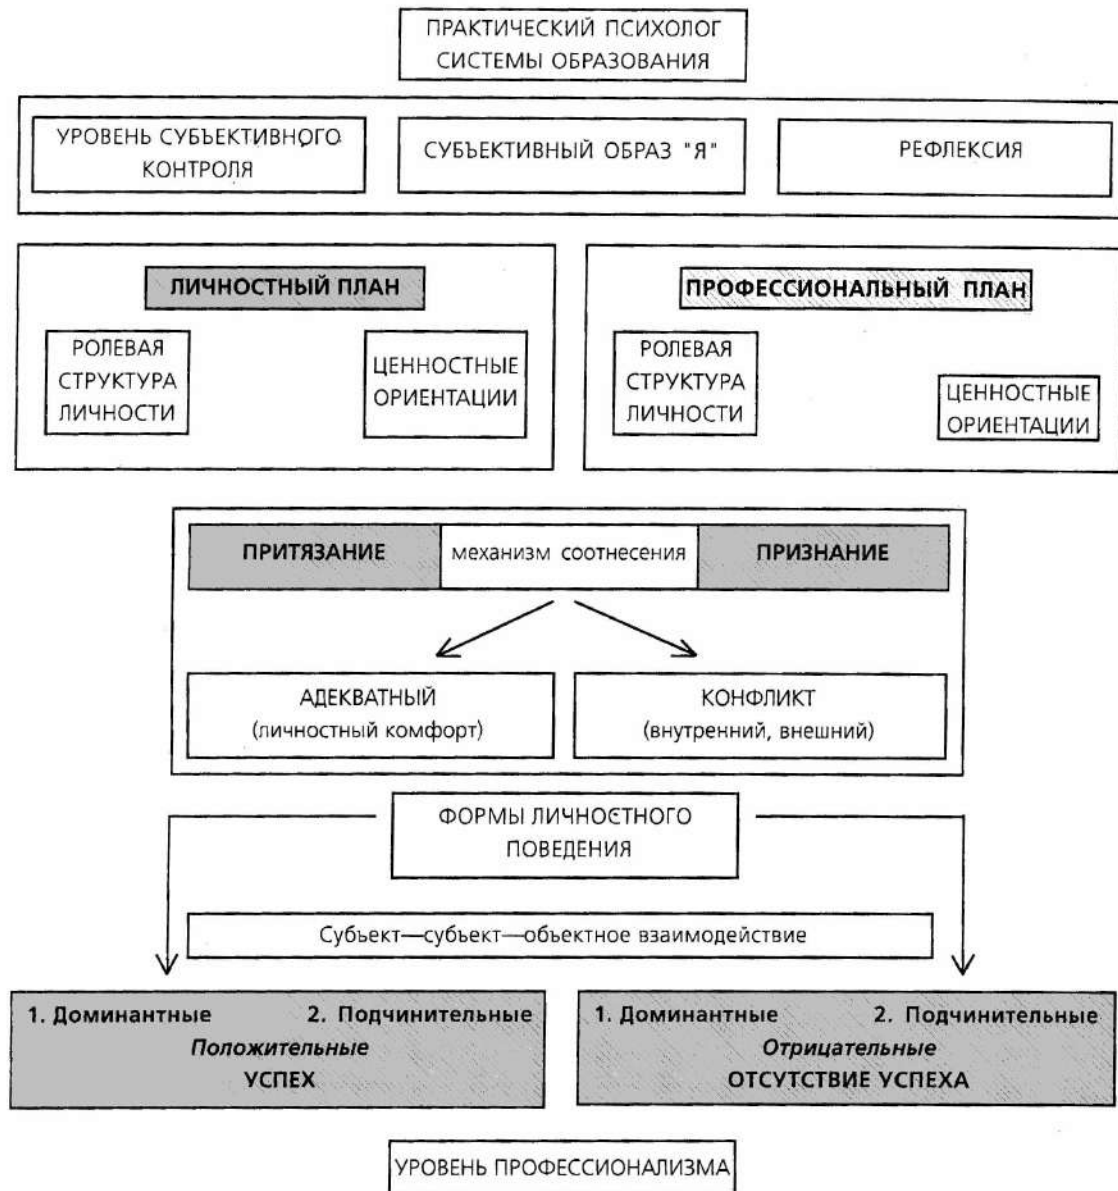 ПРАКТИЧЕСКИЙ ПСИХОЛОГ
СИСТЕМЫ ОБРАЗОВАНИЯ
УРОВЕНЬ СУБЪЕКТИВНОГО
КОНТРОЛЯ
СУБЪЕКТИВНЫЙ ОБРАЗ "Я"
РЕФЛЕКСИЯ
ЛИЧНОСТНЫЙ ПЛАН
РОЛЕВАЯ
СТРУКТУРА
ЛИЧНОСТИ
ЦЕННОСТНЫЕ
ОРИЕНТАЦИИ
ПРОФЕССИОНАЛЬНЫЙ ПЛАН
РОЛЕВАЯ
СТРУКТУРА
ЛИЧНОСТИ
ЦЕННОСТНЫЕ
ОРИЕНТАЦИИ
ПРИТЯЗАНИЕ
механизм соотнесения
ПРИЗНАНИЕ
АДЕКВАТНЫЙ
(личностный комфорт)
КОНФЛИКТ
(внутренний, внешний)
ФОРМЫ ЛИЧНОСТНОГО
ПОВЕДЕНИЯ
Субъект—субъект—объектное взаимодействие
1. Доминантные 2. Подчинительные
Положительные
УСПЕХ
1. Доминантные 2. Подчинительные
Отрицательные
ОТСУТСТВИЕ УСПЕХА
УРОВЕНЬ ПРОФЕССИОНАЛИЗМА